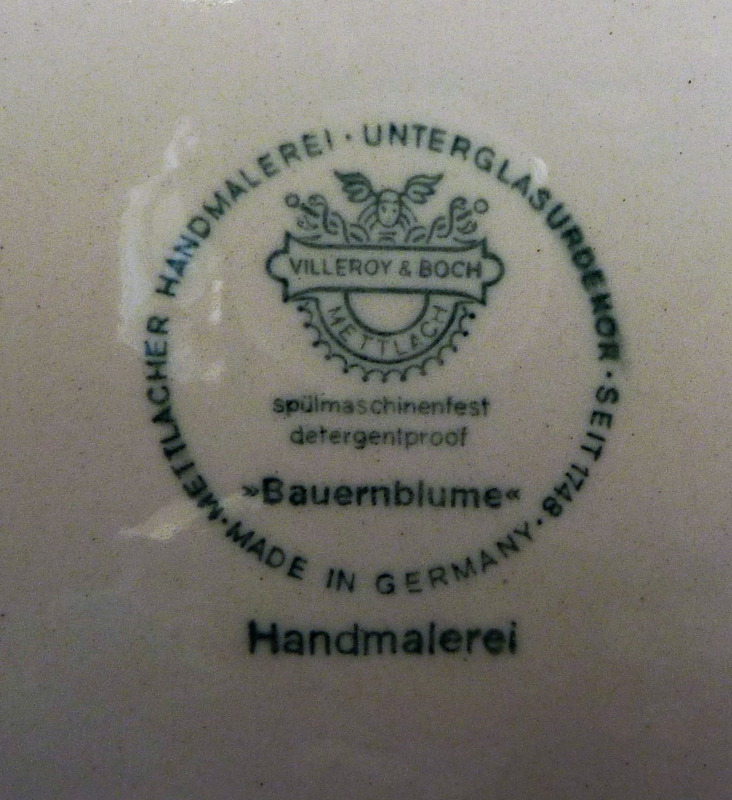 METTLACHER HANDMALEREI · UNTERGLASURDEKOR · SEIT 1748 · MADE IN GERMANY ·
VILLEROY & BOCH
METTLACH
spülmaschinenfest
detergentproof
»Bauernblume«
Handmalerei